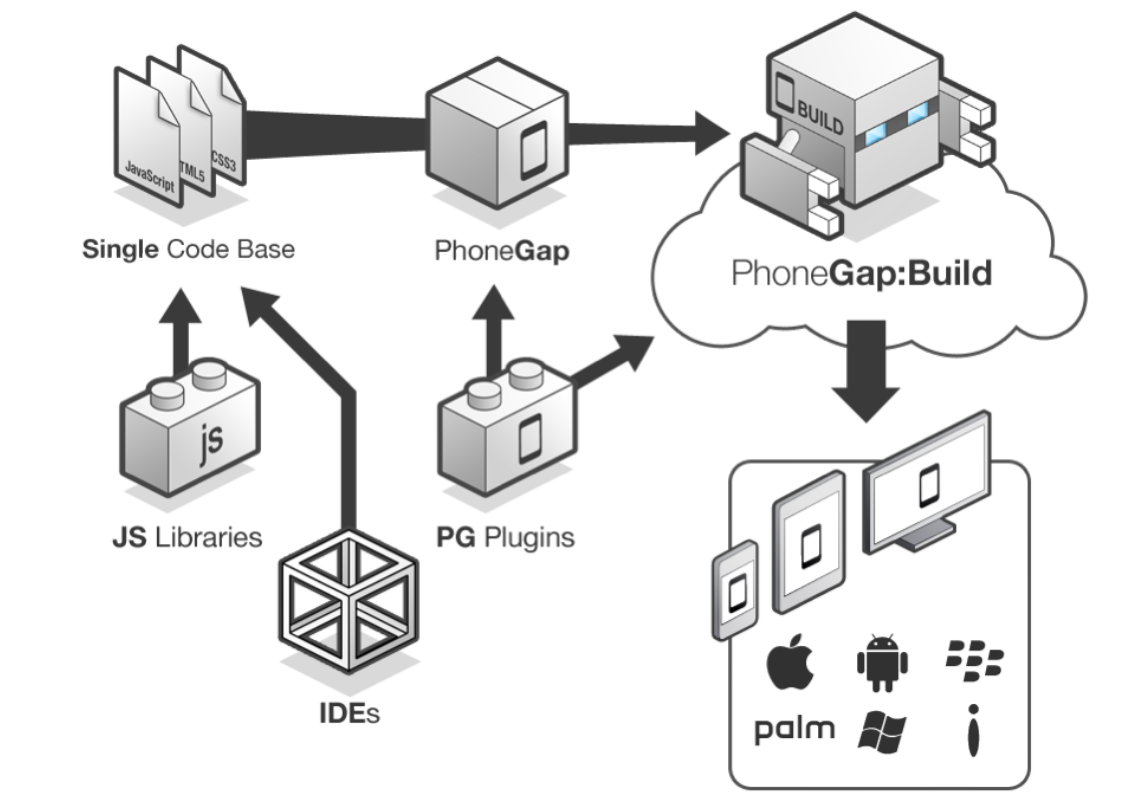 JavaScript
TML5
CSS3
BUILD
Single Code Base
PhoneGap
PhoneGap:Build
js
JS Libraries
PG Plugins
IDEs
palm